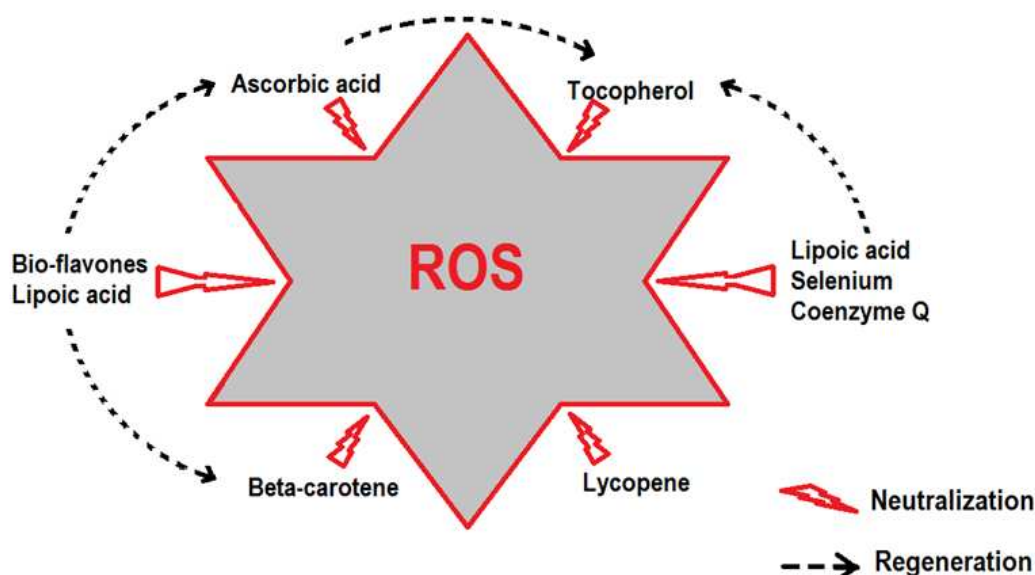 Ascorbic acid
Tocopherol
Bio-flavones
Lipoic acid
ROS
Lipoic acid
Selenium
Coenzyme Q
Beta-carotene
Lycopene
Neutralization
Regeneration